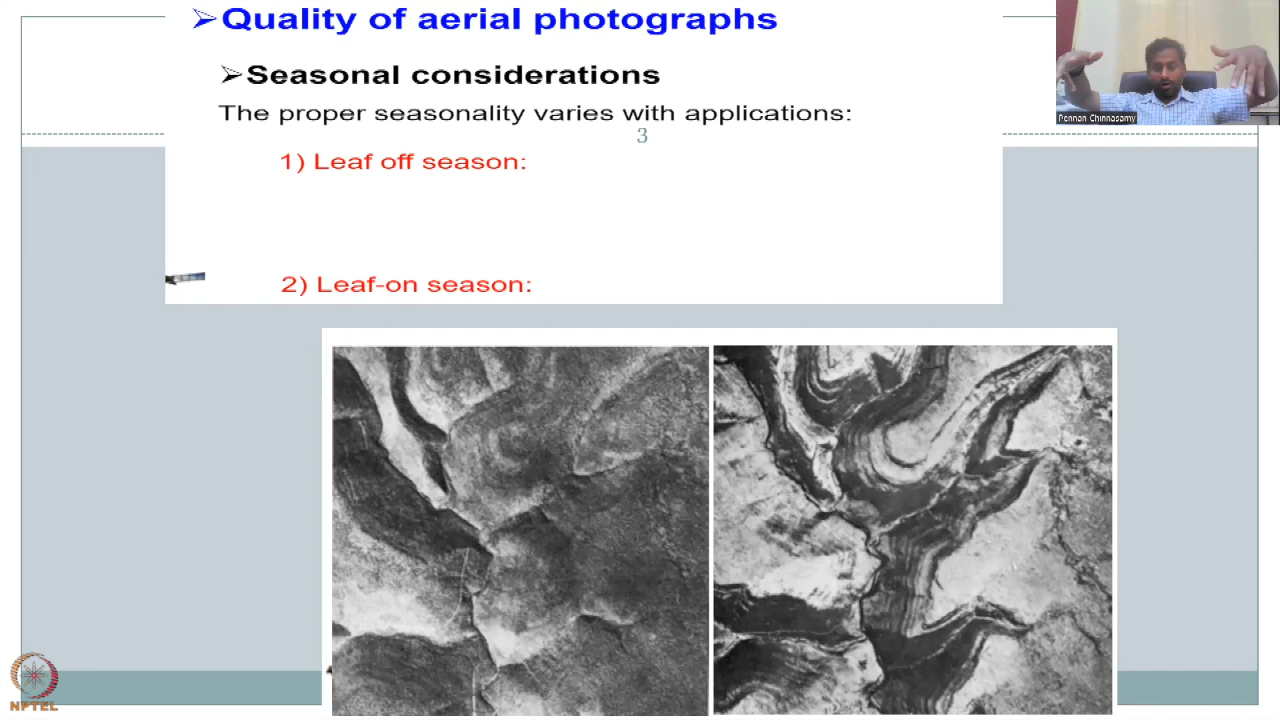 Quality of aerial photographs
Seasonal considerations
The proper seasonality varies with applications:
3
1) Leaf off season:
2) Leaf-on season:
Pennan Chinnasamy
NPTEL